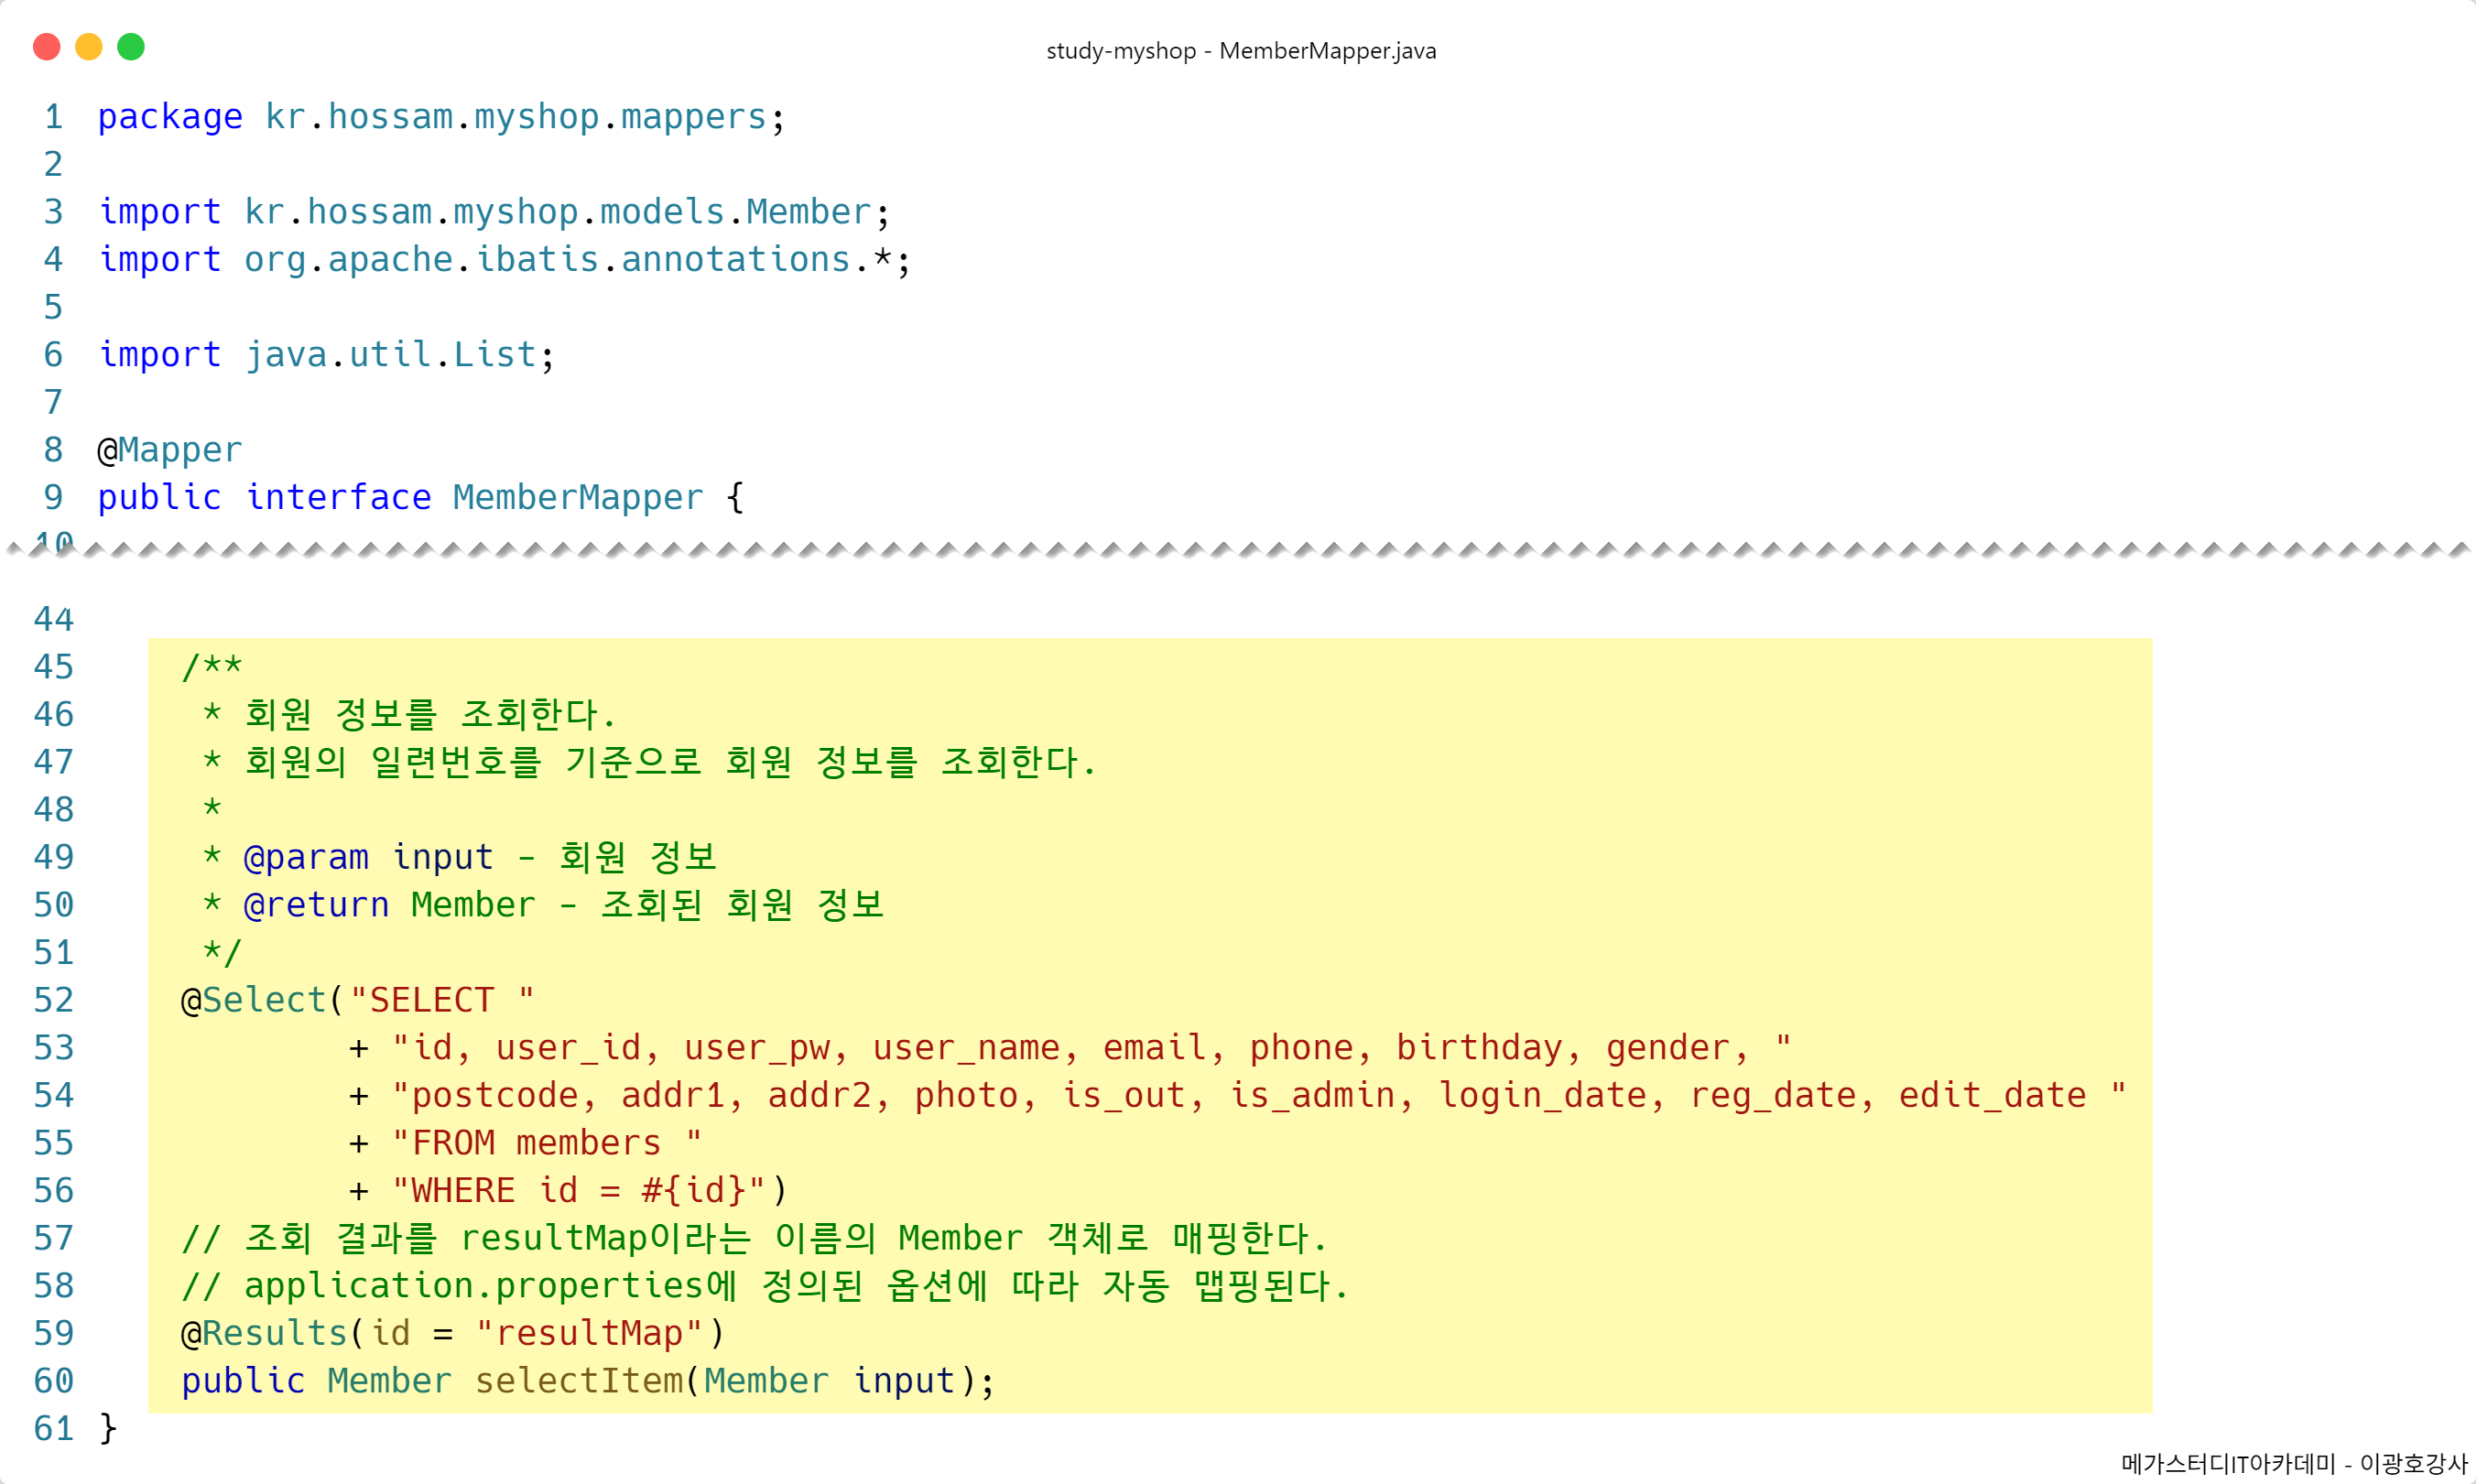 study-myshop - MemberMapper.java
1 package kr.hossam.myshop.mappers;
2
3 import kr.hossam.myshop.models.Member;
4 import org.apache.ibatis.annotations.*;
5
6 import java.util.List;
7
8 @Mapper
9 public interface MemberMapper {
10
44
45 /**
46 * 회원 정보를 조회한다.
47 * 회원의 일련번호를 기준으로 회원 정보를 조회한다.
48 *
49 * @param input - 회원 정보
50 * @return Member - 조회된 회원 정보
51 */
52 @Select("SELECT "
53 + "id, user_id, user_pw, user_name, email, phone, birthday, gender, "
54 + "postcode, addr1, addr2, photo, is_out, is_admin, login_date, reg_date, edit_date "
55 + "FROM members "
56 + "WHERE id = #{id}")
57 // 조회 결과를 resultMap이라는 이름의 Member 객체로 매핑한다.
58 // application.properties에 정의된 옵션에 따라 자동 맵핑된다.
59 @Results(id = "resultMap")
60 public Member selectItem(Member input);
61 }
메가스터디IT아카데미 - 이광호강사